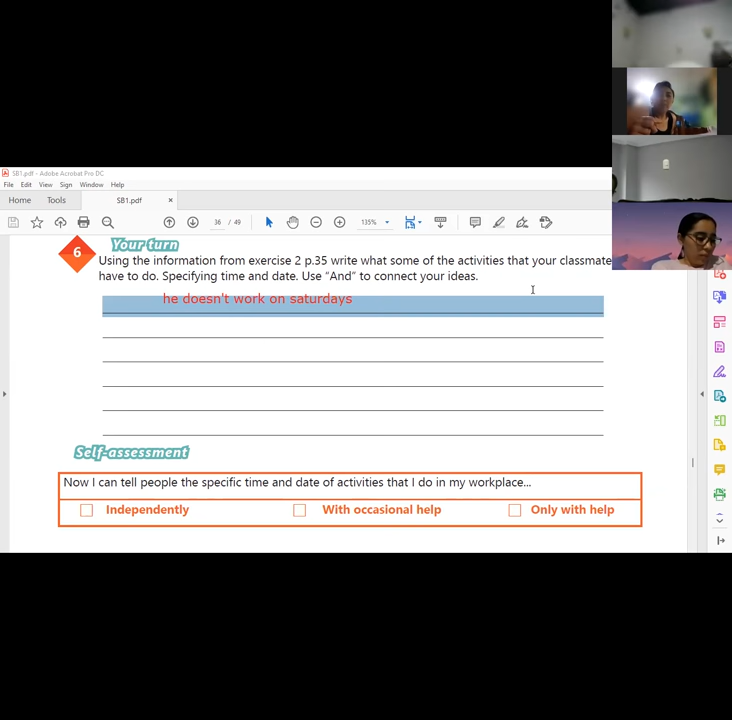 SB1.pdf - Adobe Acrobat Pro DC
File Edit View Sign Window Help
Home Tools SB1.pdf ×
36 / 49 135%
6 Your turn
Using the information from exercise 2 p.35 write what some of the activities that your classmate
have to do. Specifying time and date. Use “And” to connect your ideas.
he doesn't work on saturdays
Self-assessment
Now I can tell people the specific time and date of activities that I do in my workplace...
Independently With occasional help Only with help